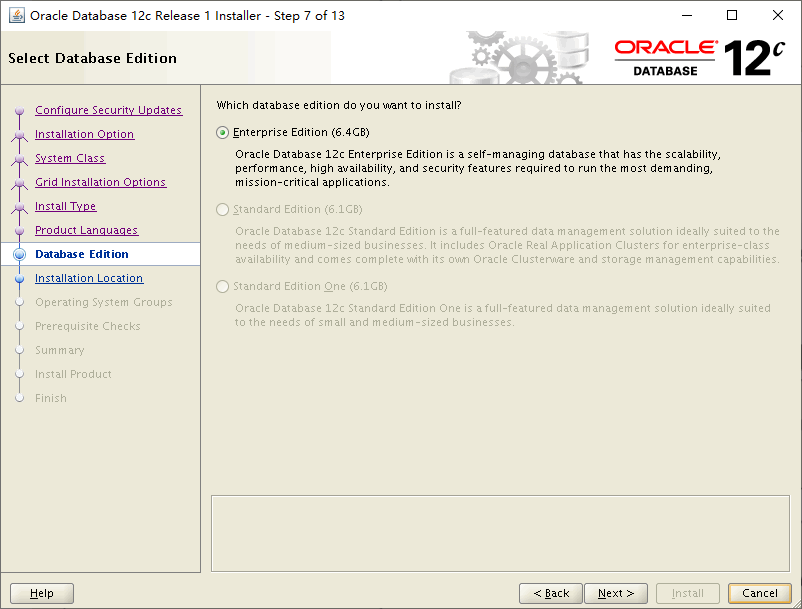 Oracle Database 12c Release 1 Installer - Step 7 of 13
Select Database Edition
ORACLE®
DATABASE
12c
Configure Security Updates
Installation Option
System Class
Grid Installation Options
Install Type
Product Languages
Database Edition
Installation Location
Operating System Groups
Prerequisite Checks
Summary
Install Product
Finish
Which database edition do you want to install?
Enterprise Edition (6.4GB)
Oracle Database 12c Enterprise Edition is a self-managing database that has the scalability,
performance, high availability, and security features required to run the most demanding,
mission-critical applications.
Standard Edition (6.1GB)
Oracle Database 12c Standard Edition is a full-featured data management solution ideally suited to the
needs of medium-sized businesses. It includes Oracle Real Application Clusters for enterprise-class
availability and comes complete with its own Oracle Clusterware and storage management capabilities.
Standard Edition One (6.1GB)
Oracle Database 12c Standard Edition One is a full-featured data management solution ideally suited
to the needs of small and medium-sized businesses.
Help
< Back
Next >
Install
Cancel